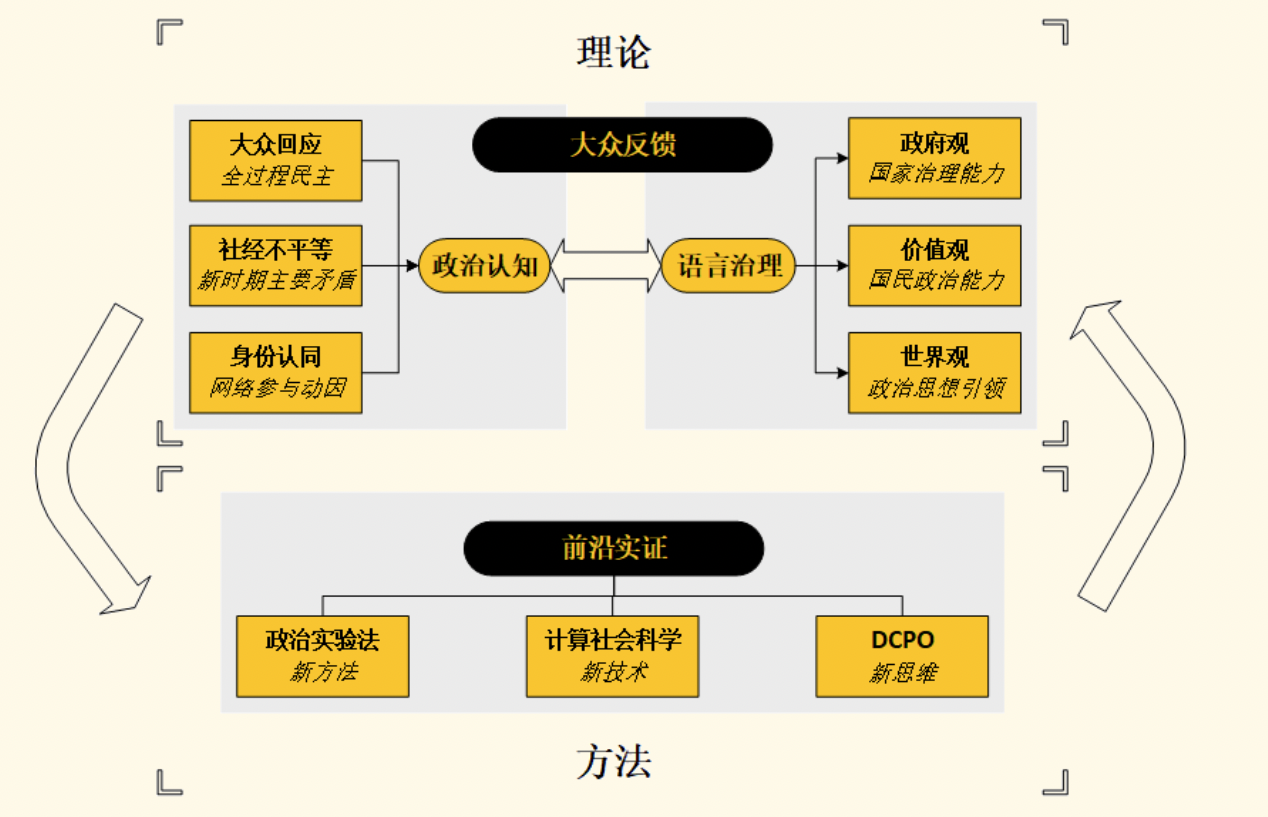 理论
大众反馈
大众回应
全过程民主
社经不平等
新时期主要矛盾
身份认同
网络参与动因
政治认知
语言治理
政府观
国家治理能力
价值观
国民政治能力
世界观
政治思想引领
前沿实证
政治实验法
新方法
计算社会科学
新技术
DCPO
新思维
方法